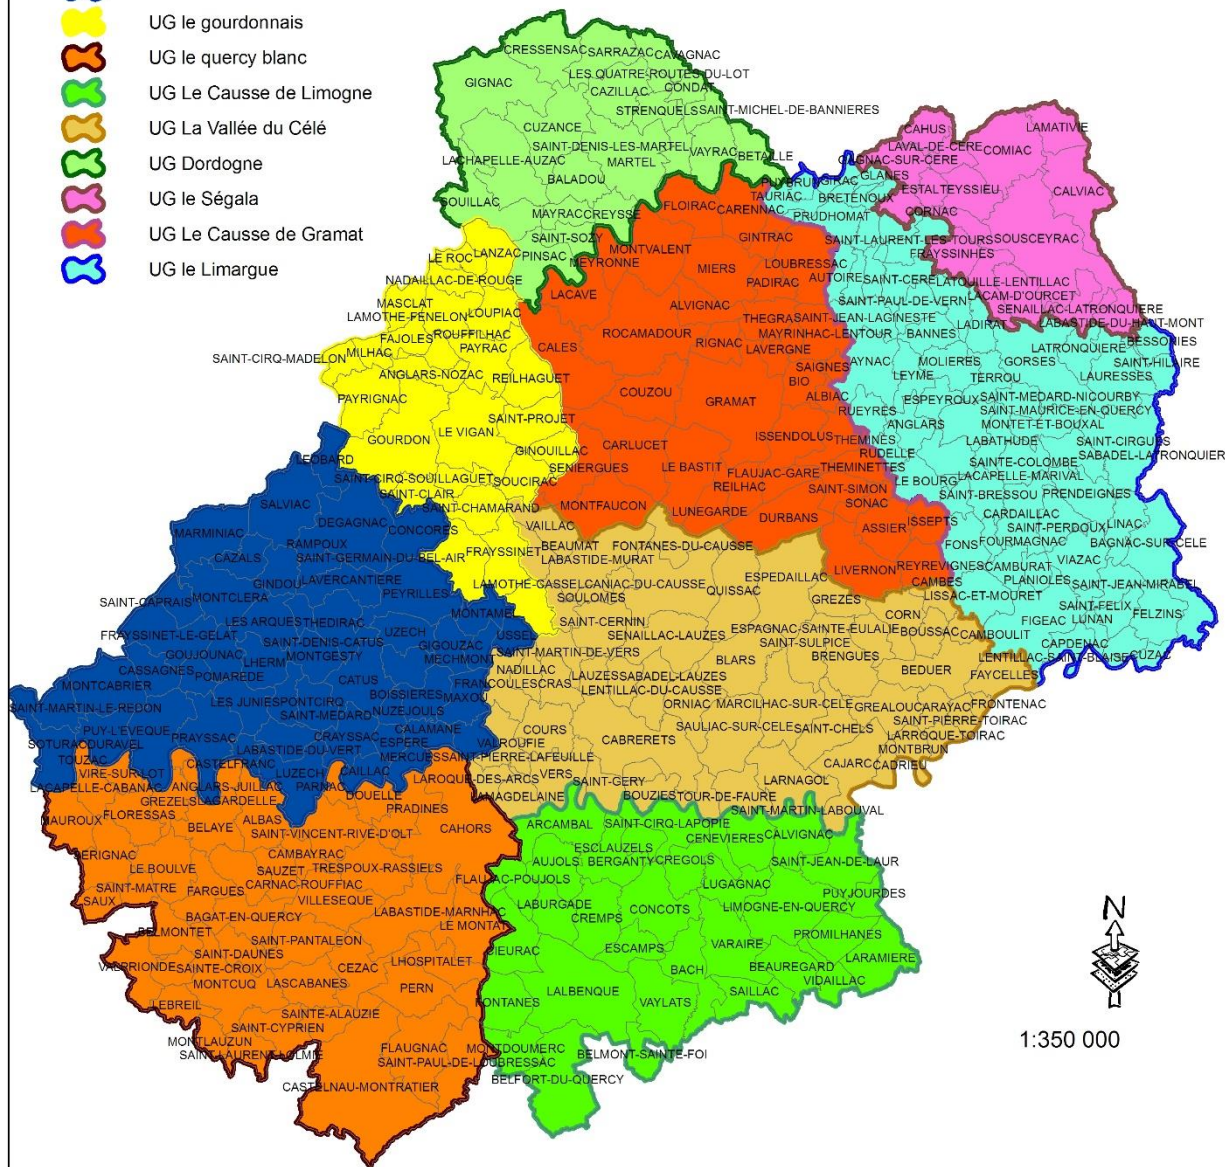 UG le gourdonnais
UG le quercy blanc
UG Le Causse de Limogne
UG La Vallée du Célé
UG Dordogne
UG le Ségala
UG Le Causse de Gramat
UG le Limargue
CRESSENSAC
SARRAZAC
CAVAGNAC
GIGNAC
LES QUATRE-ROUTES-DU-LOT
CAZILLAC
CONDAT
STRENQUELS
SAINT-MICHEL-DE-BANNIERES
CUZANCE
SAINT-DENIS-LES-MARTEL
LACHAPELLE-AUZAC
MARTEL
VAYRAC
BETAILLE
BALADOU
SOUILLAC
MAYRAC
CREYSSE
SAINT-SOZY
PINSAC
MEYRONNE
CAHUS
LAMATIVIE
LAVAL-DE-CERE
COMIAC
GAGNAC-SUR-CERE
GLANES
ESTAL
TEYSSIEU
CALVIAC
CORNAC
SOUSCEYRAC
FRAYSSINHES
LATOUILLE-LENTILLAC
LACAM-D'OURCET
SENAILLAC-LATRONQUIERE
LABASTIDE-DU-HAUT-MONT
PUYBRUN
GIRAC
TAURIAC
BRETENOUX
PRUDHOMAT
SAINT-LAURENT-LES-TOURS
AUTOIRE
SAINT-CERE
SAINT-PAUL-DE-VERN
SAINT-JEAN-LAGINESTE
BANNES
LADIRAT
LATRONQUIERE
BESSONIES
SAINT-HILAIRE
AYNAC
MOLIERES
GORSES
LEYME
TERROU
LAURESSES
ESPEYROUX
SAINT-MEDARD-NICOURBY
SAINT-MAURICE-EN-QUERCY
RUEYRES
ANGLARS
MONTET-ET-BOUXAL
LABATHUDE
SAINT-CIRGUES
SABADEL-LATRONQUIER
RUDELLE
SAINTE-COLOMBE
LE BOURG
LACAPELLE-MARIVAL
SAINT-BRESSOU
PRENDEIGNES
CARDAILLAC
SAINT-PERDOUX
LINAC
FONS
FOURMAGNAC
BAGNAC-SUR-CELE
VIAZAC
CAMBURAT
PLANIOLES
SAINT-JEAN-MIRABEL
LISSAC-ET-MOURET
SAINT-FELIX
FIGEAC
LUNAN
FELZINS
CAPDENAC
CUZAC
LENTILLAC-SAINT-BLAISE
FLOIRAC
CARENNAC
GINTRAC
MONTVALENT
MIERS
LOUBRESSAC
PADIRAC
LACAVE
ALVIGNAC
THEGRA
ROCAMADOUR
MAYRINHAC-LENTOUR
RIGNAC
LAVERGNE
CALES
SAIGNES
BIO
COUZOU
GRAMAT
ALBIAC
ISSENDOLUS
THEMINES
CARLUCET
LE BASTIT
FLAUJAC-GARE
THEMINETTES
SENIERGUES
REILHAC
SAINT-SIMON
MONTFAUCON
LUNEGARDE
DURBANS
SONAC
ASSIER
ISSEPTS
LIVERNON
REYREVIGNES
CAMBES
LE ROC
LANZAC
NADAILLAC-DE-ROUGE
MASCLAT
LAMOTHE-FENELON
LOUPIAC
FAJOLES
ROUFFILHAC
SAINT-CIRQ-MADELON
MILHAC
PAYRAC
ANGLARS-NOZAC
REILHAGUET
PAYRIGNAC
SAINT-PROJET
GOURDON
LE VIGAN
GINOUILLAC
SAINT-CIRQ-SOUILLAGUET
SOUCIRAC
SAINT-CLAIR
SAINT-CHAMARAND
FRAYSSINET
LEOBARD
SALVIAC
MARMINIAC
DEGAGNAC
CONCORES
RAMPOUX
CAZALS
SAINT-GERMAIN-DU-BEL-AIR
GINDOU
LAVERCANTIERE
MONTCLERA
PEYRILLES
SAINT-CAPRAIS
MONTAMEL
LES ARQUES
THEDIRAC
USSEL
FRAYSSINET-LE-GELAT
SAINT-DENIS-CATUS
UZECH
GIGOUZAC
GOUJOUNAC
LHERM
MONTGESTY
MECHMONT
CASSAGNES
POMAREDE
CATUS
MONTCABRIER
BOISSIERES
MAXOU
LES JUNIES
PONTCIRQ
SAINT-MARTIN-LE-REDON
SAINT-MEDARD
NUZEJOULS
PUY-L'EVEQUE
PRAYSSAC
CRAYSSAC
CALAMANE
ESPERE
SOTURAC
DURAVEL
LABASTIDE-DU-VERT
MERCUES
TOUZAC
CASTELFRANC
LUZECH
CAILLAC
PARNAC
DOUELLE
VAILLAC
BEAUMAT
FONTANES-DU-CAUSSE
LABASTIDE-MURAT
LAMOTHE-CASSEL
CANIAC-DU-CAUSSE
ESPEDAILLAC
SOULOMES
QUISSAC
GREZES
CORN
SAINT-CERNIN
SENAILLAC-LAUZES
ESPAGNAC-SAINTE-EULALIE
BOUSSAC
CAMBOULIT
SAINT-SULPICE
SAINT-MARTIN-DE-VERS
BRENGUES
BLARS
NADILLAC
BEDUER
FAYCELLES
LAUZES
SABADEL-LAUZES
FRANCOULES
CRAS
LENTILLAC-DU-CAUSSE
ORNIAC
MARCILHAC-SUR-CELE
GREALOU
CARAYAC
FRONTENAC
SAINT-PIERRE-TOIRAC
COURS
SAULIAC-SUR-CELE
SAINT-CHELS
LARROQUE-TOIRAC
VALROUFIE
CABRERETS
MONTBRUN
SAINT-PIERRE-LAFEUILLE
CAJARC
CADRIEU
LAROQUE-DES-ARCS
VERS
SAINT-GERY
LARNAGOL
LAMAGDELAINE
BOUZIES
TOUR-DE-FAURE
SAINT-MARTIN-LABOUVAL
VIRE-SUR-LOT
LACAPELLE-CABANAC
ANGLARS-JUILLAC
MAUROUX
FLORESSAS
GREZELS
LAGARDELLE
ALBAS
PRADINES
BELAYE
SAINT-VINCENT-RIVE-D'OLT
CAHORS
SERIGNAC
CAMBAYRAC
LE BOULVE
SAUZET
TRESPOUX-RASSIELS
SAINT-MATRE
FARGUES
CARNAC-ROUFFIAC
SAUX
VILLESEQUE
BAGAT-EN-QUERCY
LABASTIDE-MARNHAC
LE MONTAT
BELMONTET
SAINT-PANTALEON
SAINT-DAUNES
VALPRIONDE
SAINTE-CROIX
CEZAC
LHOSPITALET
MONTCUQ
LASCABANES
PERN
LEBREIL
SAINTE-ALAUZIE
SAINT-CYPRIEN
MONTLAUZUN
SAINT-LAURENT-LOLMIE
FLAUGNAC
SAINT-PAUL-DE-LOUBRESSAC
CASTELNAU-MONTRATIER
ARCAMBAL
SAINT-CIRQ-LAPOPIE
CALVIGNAC
ESCLAUZELS
CENEVIERES
AUJOLS
BERGANTY
CREGOLS
SAINT-JEAN-DE-LAUR
FLAUJAC-POUJOLS
LUGAGNAC
PUYJOURDES
LABURGADE
CREMPS
CONCOTS
LIMOGNE-EN-QUERCY
PROMILHANES
CIEURAC
ESCAMPS
VARAIRE
LARAMIERE
BACH
BEAUREGARD
VIDAILLAC
LALBENQUE
SAILLAC
FONTANES
VAYLATS
MONTDOUMERC
BELMONT-SAINTE-FOI
BELFORT-DU-QUERCY
N
1:350 000